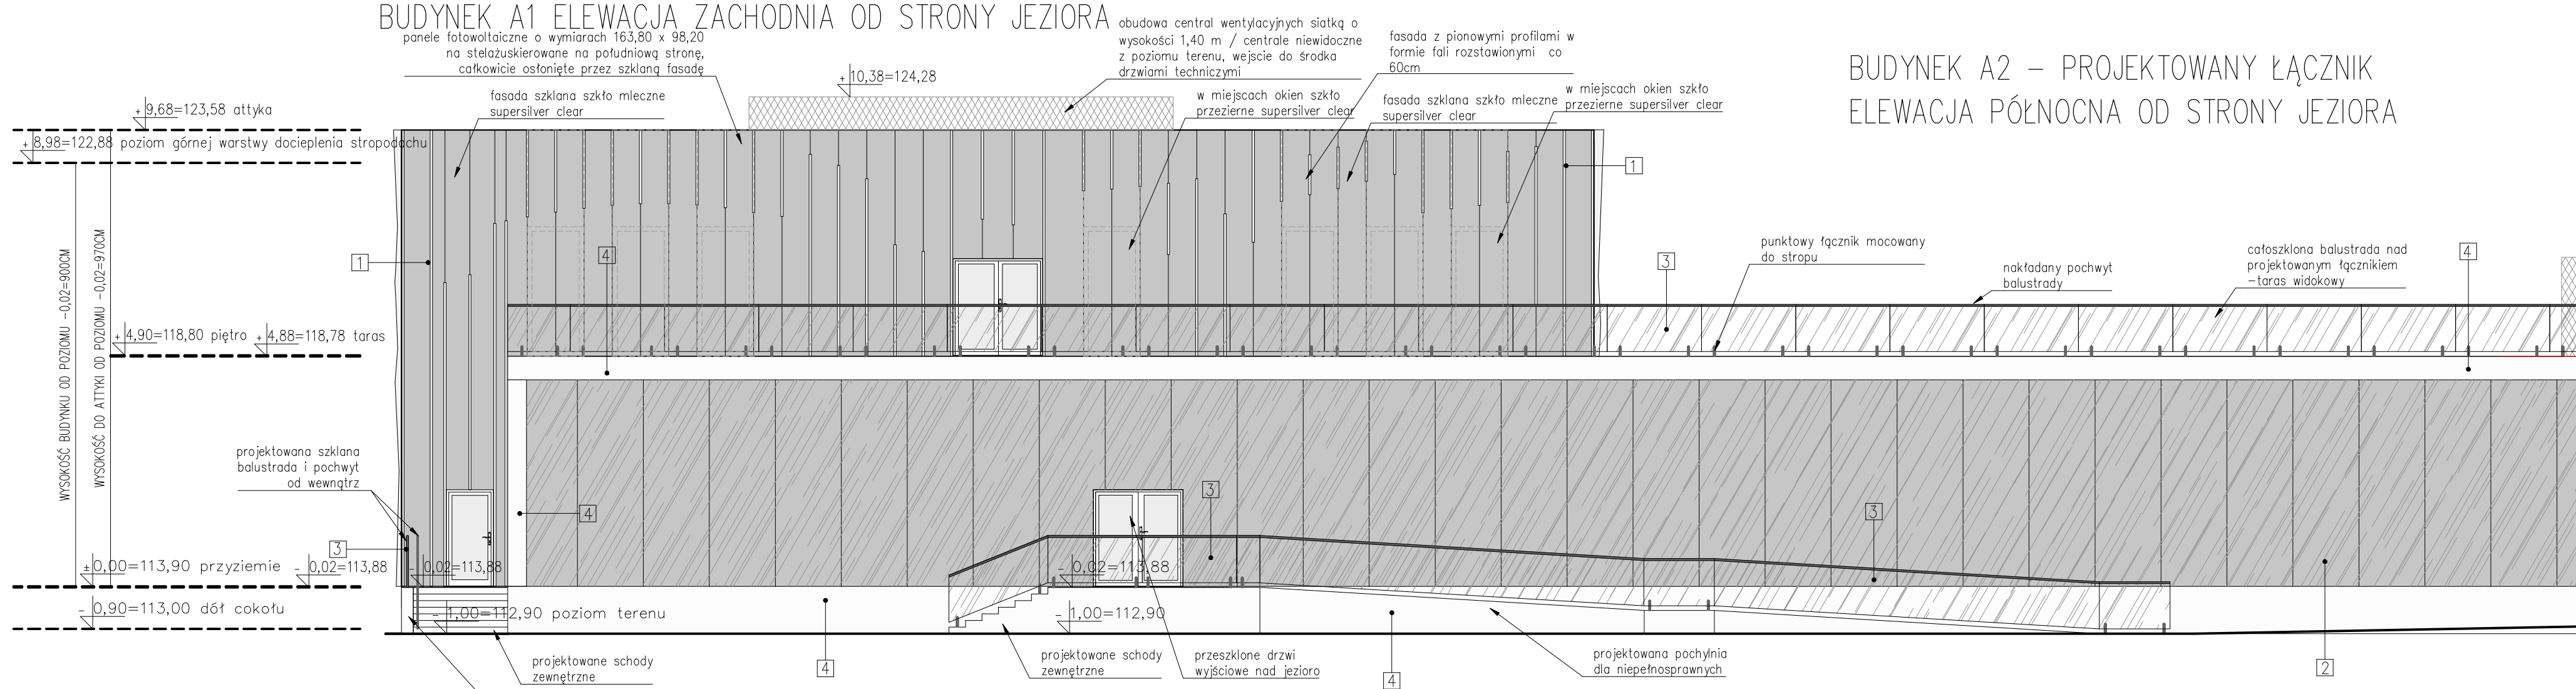 BUDYNEK A1 ELEWACJA ZACHODNIA OD STRONY JEZIORA
panele fotowoltaiczne o wymiarach 163,80 x 98,20
na stelażuskierowane na południową stronę,
całkowicie osłonięte przez szklaną fasadę
obudowa central wentylacyjnych siatką o
wysokości 1,40 m / centrale niewidoczne
z poziomu terenu, wejscie do środka
drzwiami technicznymi
fasada z pionowymi profilami w
formie fali rozstawionymi co
60cm
BUDYNEK A2 – PROJEKTOWANY ŁĄCZNIK
ELEWACJA PÓŁNOCNA OD STRONY JEZIORA
+ 10,38=124,28
fasada szklana szkło mleczne
supersilver clear
w miejscach okien szkło
przezierne supersilver clear
fasada szklana szkło mleczne
supersilver clear
w miejscach okien szkło
przezierne supersilver clear
+ 9,68=123,58 attyka
+ 8,98=122,88 poziom górnej warstwy docieplenia stropodachu
1
1
4
3
4
WYSOKOŚĆ BUDYNKU OD POZIOMU -0,02=900CM
WYSOKOŚĆ DO ATTYKI OD POZIOMU -0,02=970CM
punktowy łącznik mocowany
do stropu
nakładany pochwyt
balustrady
całoszklona balustrada nad
projektowanym łącznikiem
-taras widokowy
+ 4,90=118,80 piętro
+ 4,88=118,78 taras
4
projektowana szklana
balustrada i pochwyt
od wewnątrz
3
4
3
3
± 0,00=113,90 przyziemie
- 0,02=113,88
- 0,02=113,88
- 0,02=113,88
- 0,90=113,00 dół cokołu
- 1,00=112,90 poziom terenu
- 1,00=112,90
projektowane schody
zewnętrzne
4
projektowane schody
zewnętrzne
przeszklone drzwi
wyjściowe nad jezioro
4
projektowana pochylnia
dla niepełnosprawnych
2